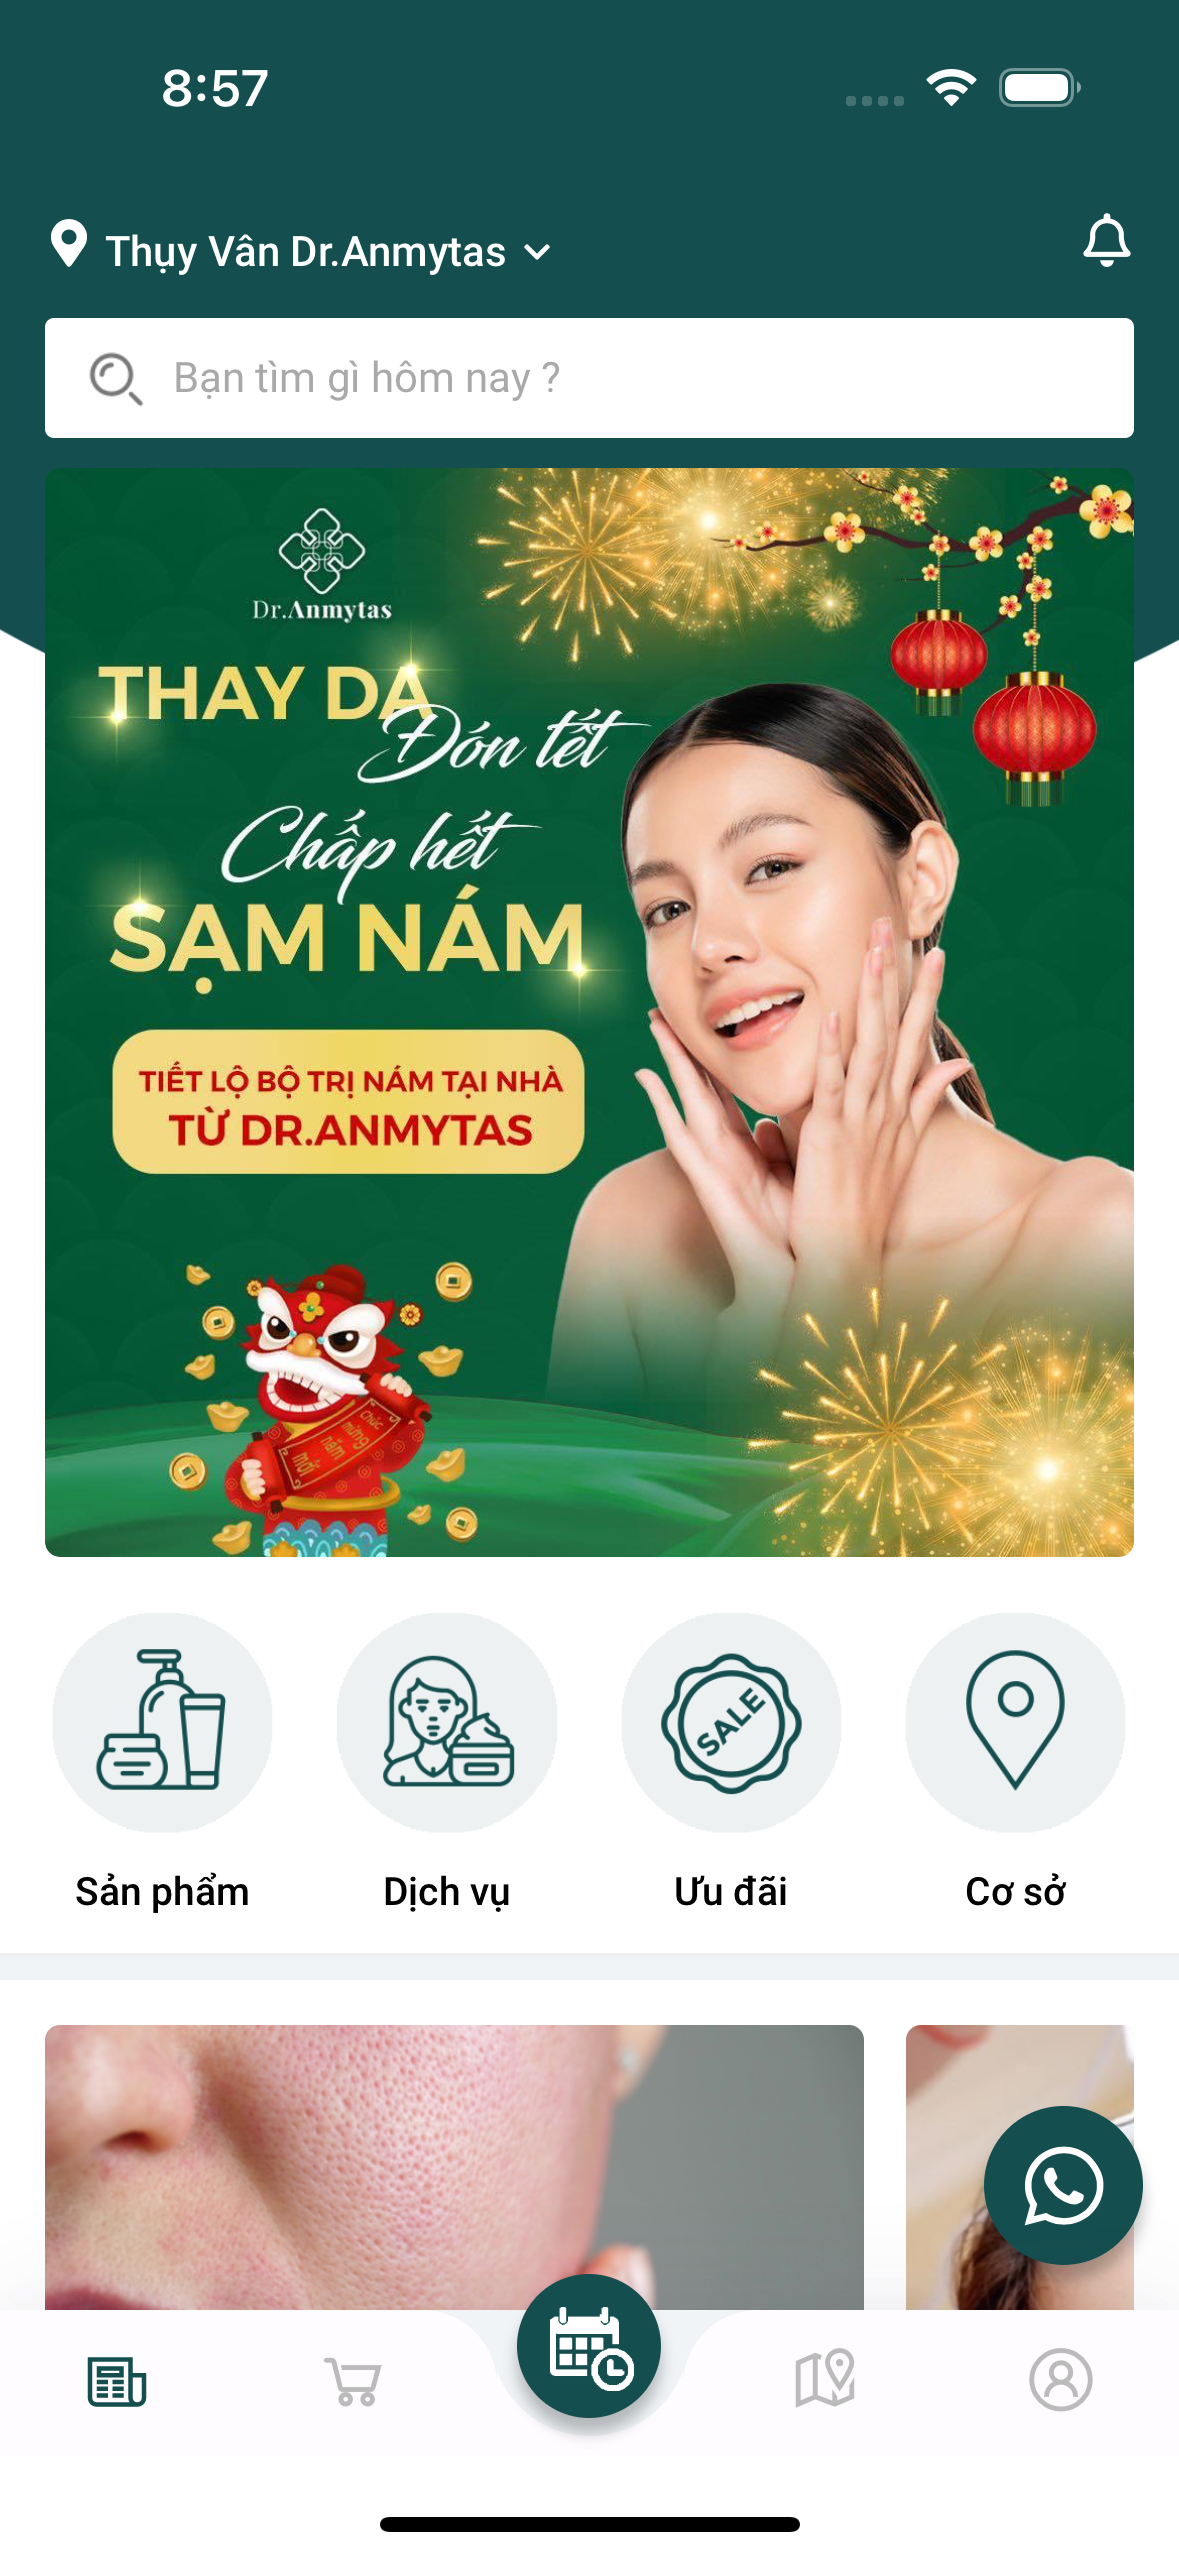 8:57
Thụy Vân Dr.Anmytas
Bạn tìm gì hôm nay ?
Dr.Anmytas
THAY DA
Đón tết
Chấp hết
SẠM NÁM
TIẾT LỘ BỘ TRỊ NÁM TẠI NHÀ
TỪ DR.ANMYTAS
Chúc
mừng
năm
mới
SALE
Sản phẩm
Dịch vụ
Ưu đãi
Cơ sở